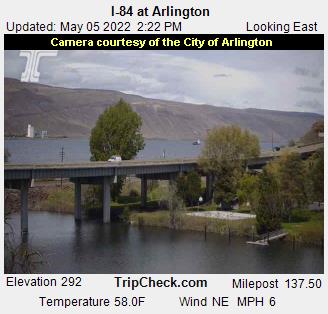 I-84 at Arlington
Updated: May 05 2022 2:22 PM Looking East
Camera courtesy of the City of Arlington
Elevation 292 TripCheck.com Milepost 137.50
Temperature 58.0F Wind NE MPH 6